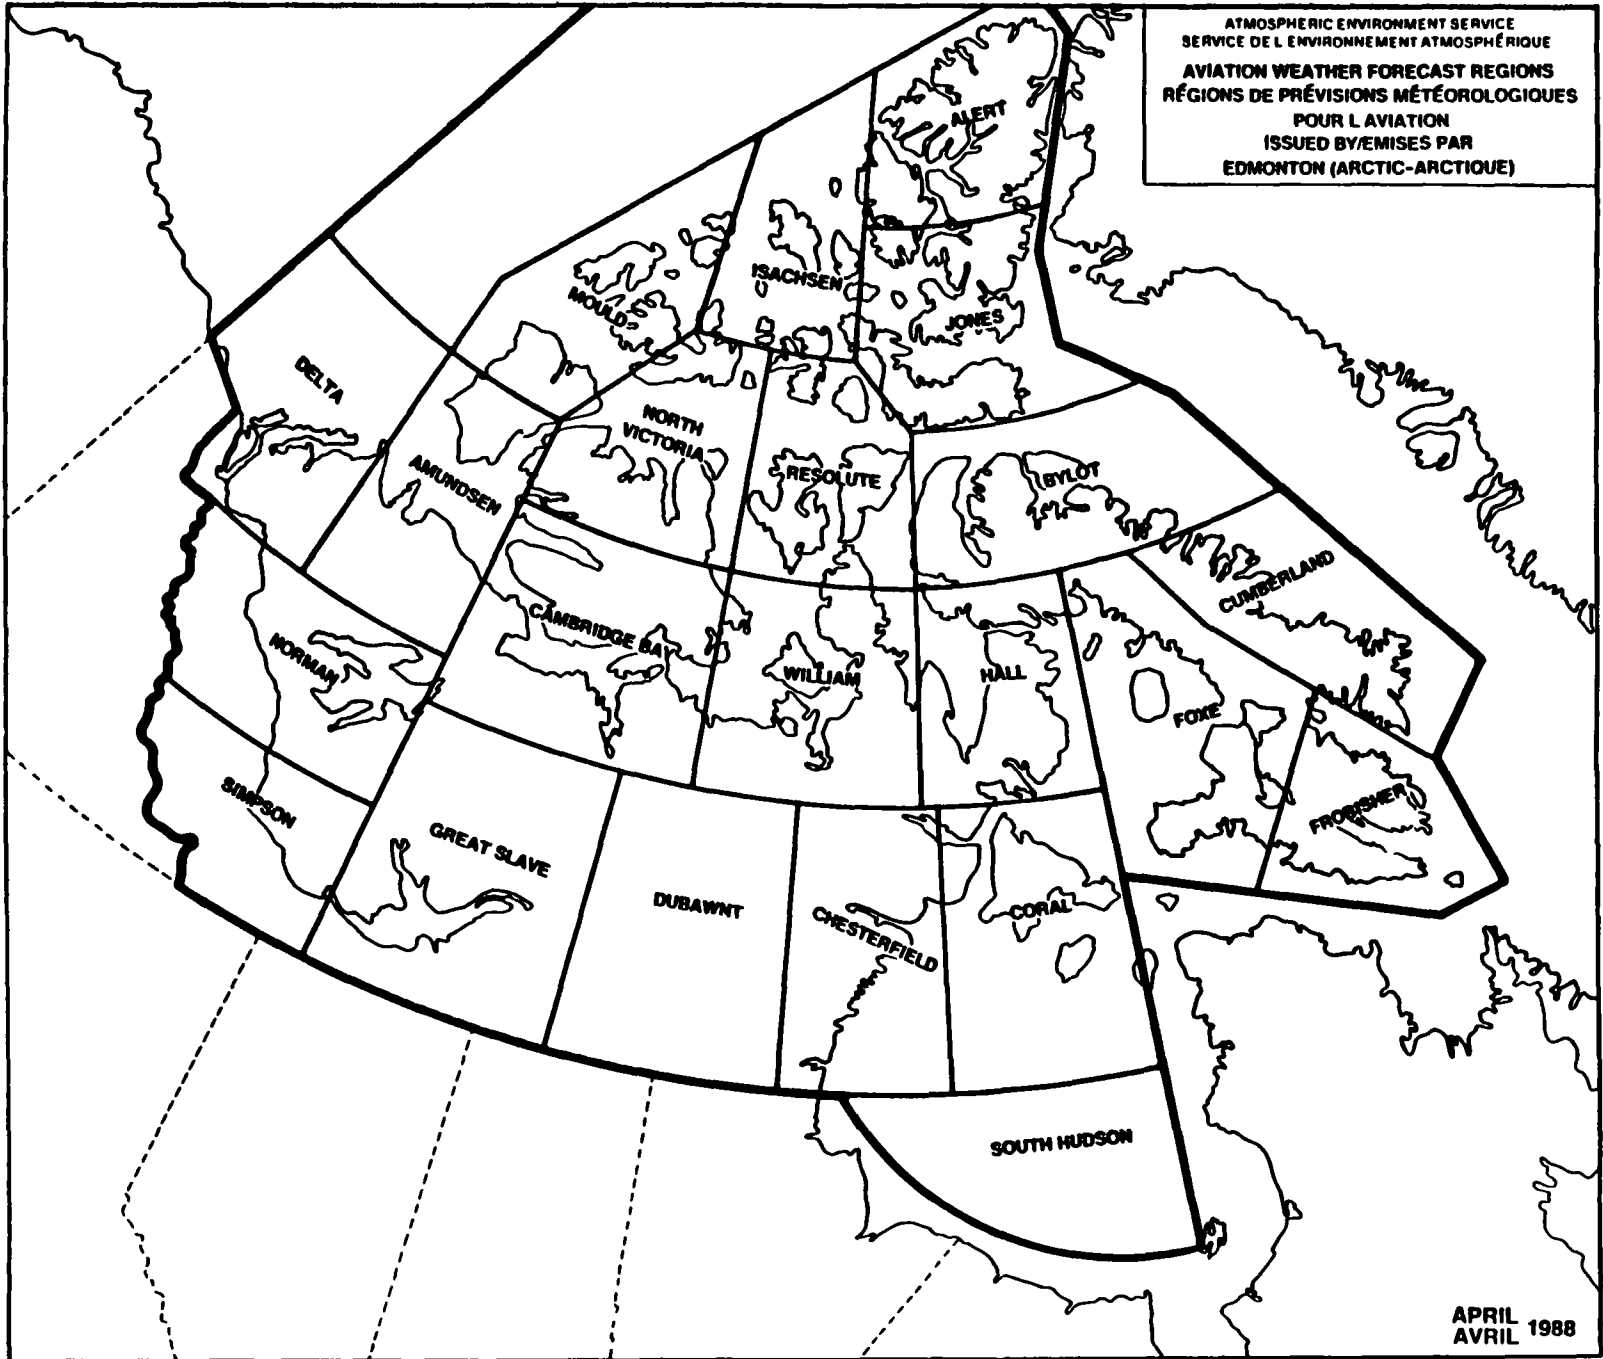 ATMOSPHERIC ENVIRONMENT SERVICE
SERVICE DE L ENVIRONNEMENT ATMOSPHÉRIQUE
AVIATION WEATHER FORECAST REGIONS
RÉGIONS DE PRÉVISIONS MÉTÉOROLOGIQUES
POUR L AVIATION
ISSUED BY/EMISES PAR
EDMONTON (ARCTIC-ARCTIQUE)
ALERT
ISACHSEN
MOULD
JONES
DELTA
NORTH
VICTORIA
AMUNDSEN
RESOLUTE
BYLOT
CUMBERLAND
CAMBRIDGE BAY
NORMAN
WILLIAM
HALL
FOXE
SIMPSON
FROBISHER
GREAT SLAVE
DUBAWNT
CHESTERFIELD
CORAL
SOUTH HUDSON
APRIL
AVRIL 1988